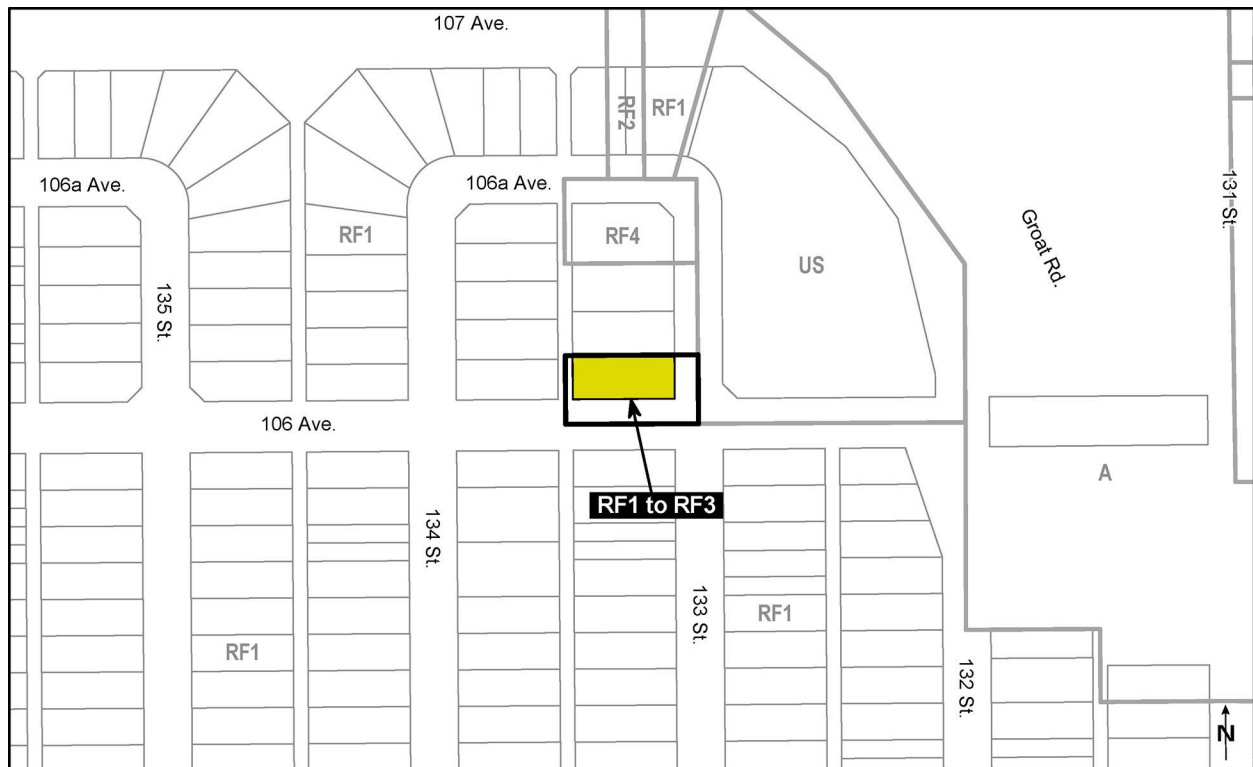 107 Ave.
RF2
RF1
106a Ave.
106a Ave.
131 St.
RF1
RF4
US
Groat Rd.
135 St.
106 Ave.
A
RF1 to RF3
134 St.
133 St.
RF1
RF1
132 St.
N